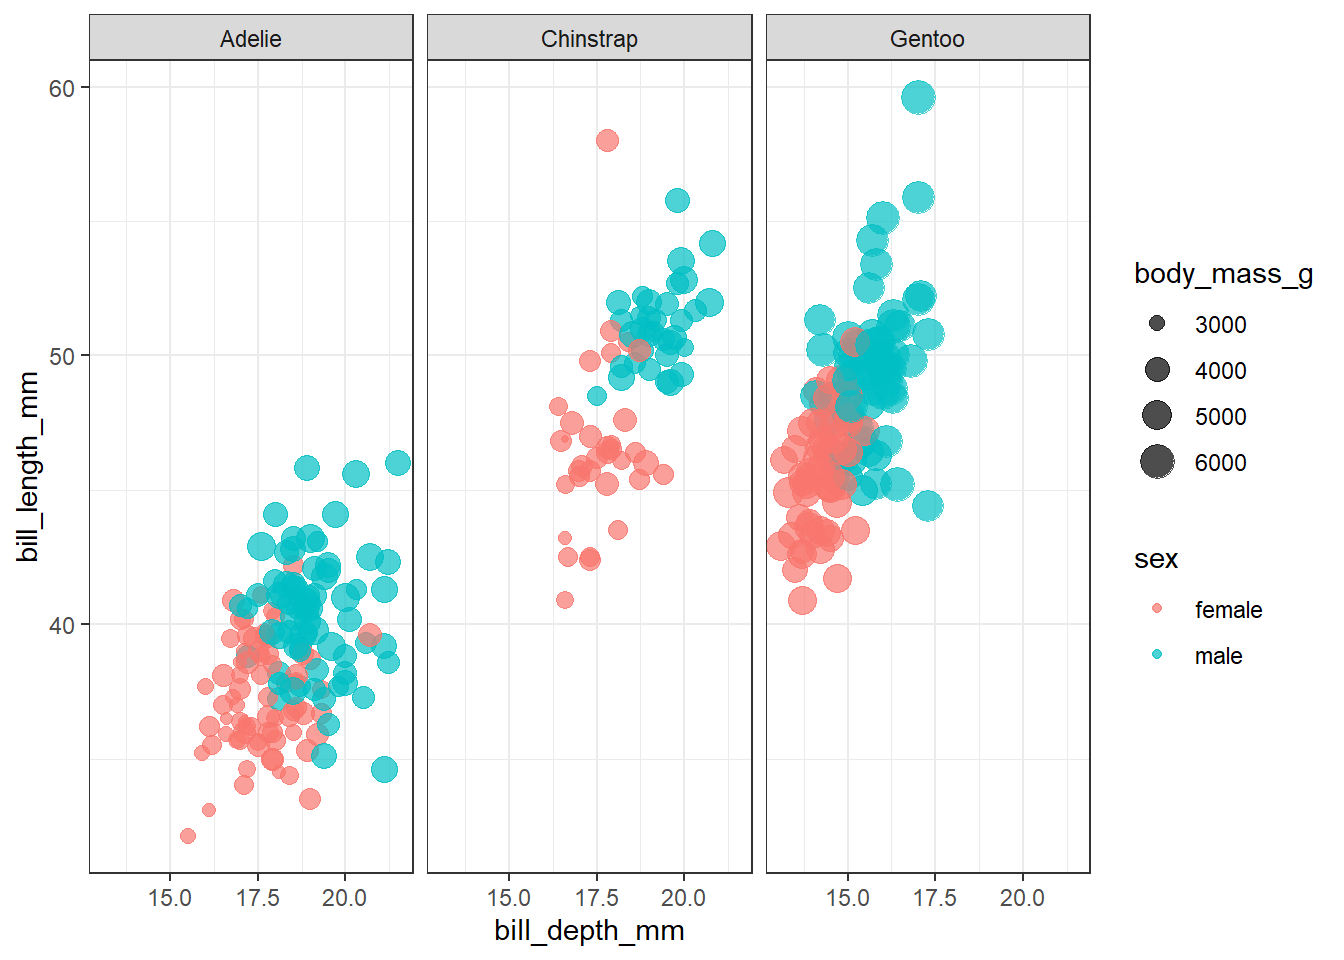 Adelie
Chinstrap
Gentoo
60
50
40
bill_length_mm
15.0 17.5 20.0
15.0 17.5 20.0
15.0 17.5 20.0
bill_depth_mm
body_mass_g
3000
4000
5000
6000
sex
female
male